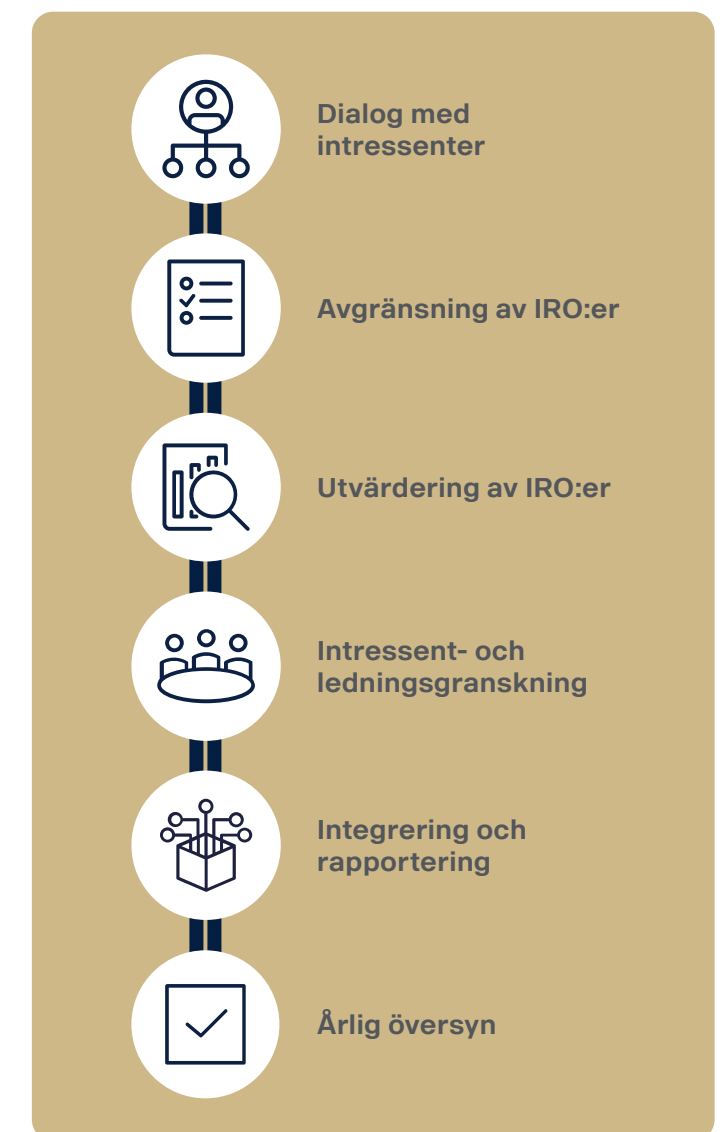 Dialog med
intressenter
Avgränsning av IRO:er
Utvärdering av IRO:er
Intressent- och
ledningsgranskning
Integrering och
rapportering
Årlig översyn